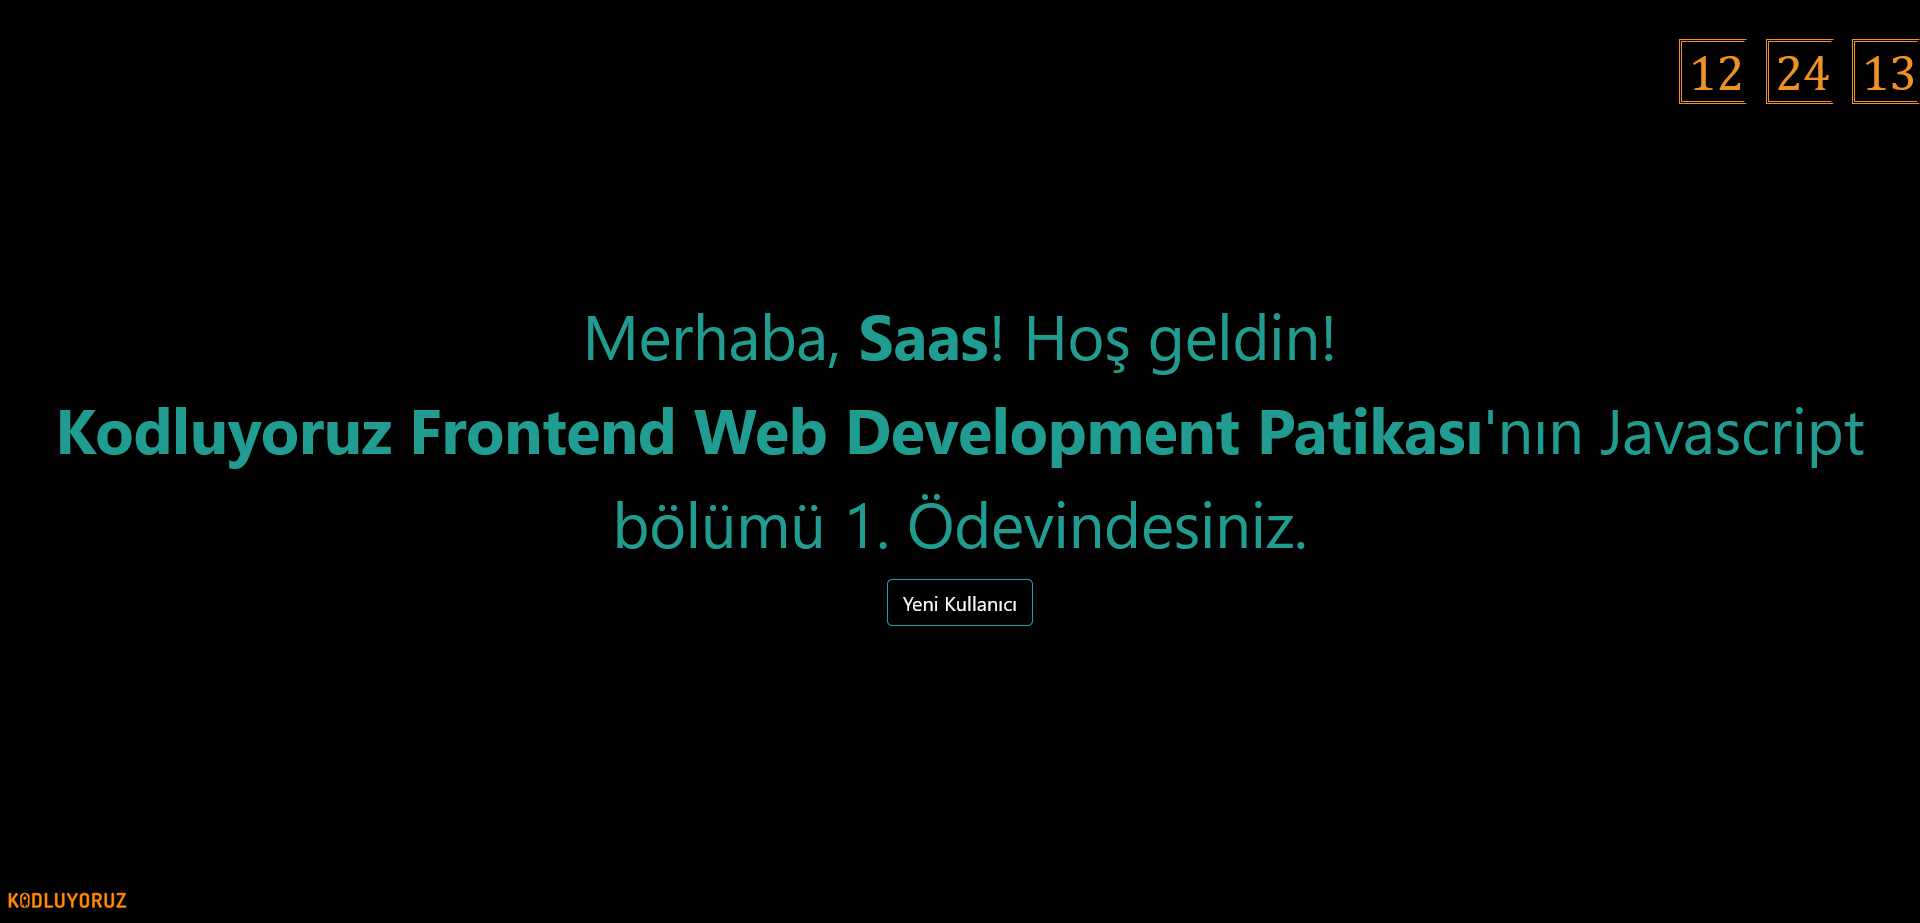 12 24 13
Merhaba, Saas! Hoş geldin!
Kodluyoruz Frontend Web Development Patikası'nın Javascript
bölümü 1. Ödevindesiniz.
Yeni Kullanıcı
KODLUYORUZ